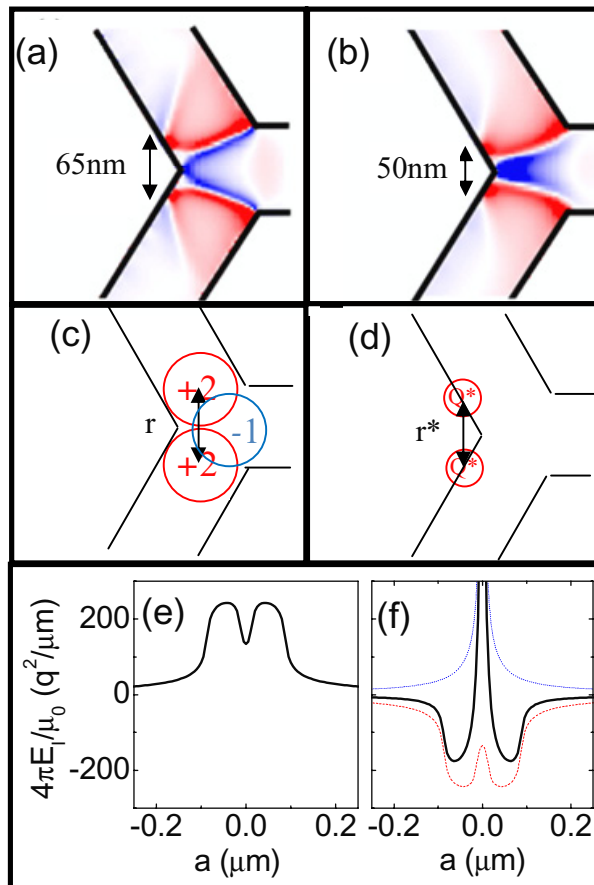 (a)
65nm
(b)
50nm
(c)
+2
r
-1
+2
(d)
Q*
r*
Q*
4πE_I/μ_0 (q^2/μm)
(e)
200
0
-200
-0.2 0.0 0.2
a (μm)
(f)
-0.2 0.0 0.2
a (μm)